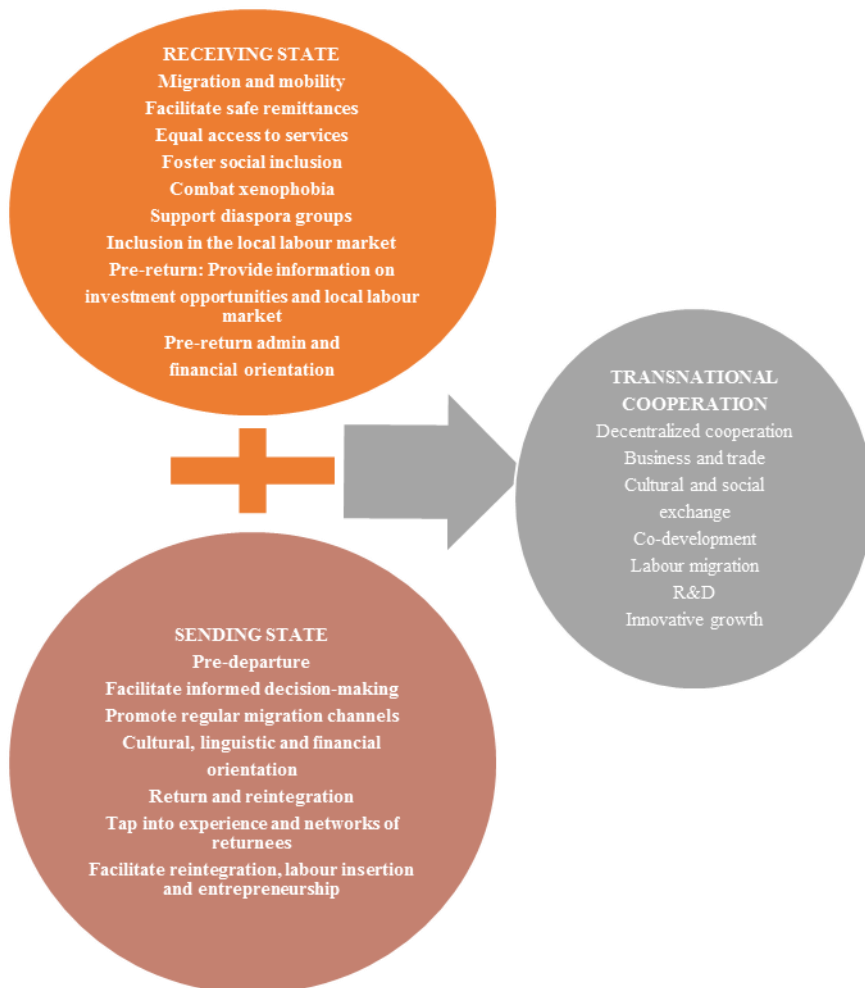 RECEIVING STATE
Migration and mobility
Facilitate safe remittances
Equal access to services
Foster social inclusion
Combat xenophobia
Support diaspora groups
Inclusion in the local labour market
Pre-return: Provide information on
investment opportunities and local labour
market
Pre-return admin and
financial orientation
TRANSNATIONAL
COOPERATION
Decentralized cooperation
Business and trade
Cultural and social
exchange
Co-development
Labour migration
R&D
Innovative growth
SENDING STATE
Pre-departure
Facilitate informed decision-making
Promote regular migration channels
Cultural, linguistic and financial
orientation
Return and reintegration
Tap into experience and networks of
returnees
Facilitate reintegration, labour insertion
and entrepreneurship